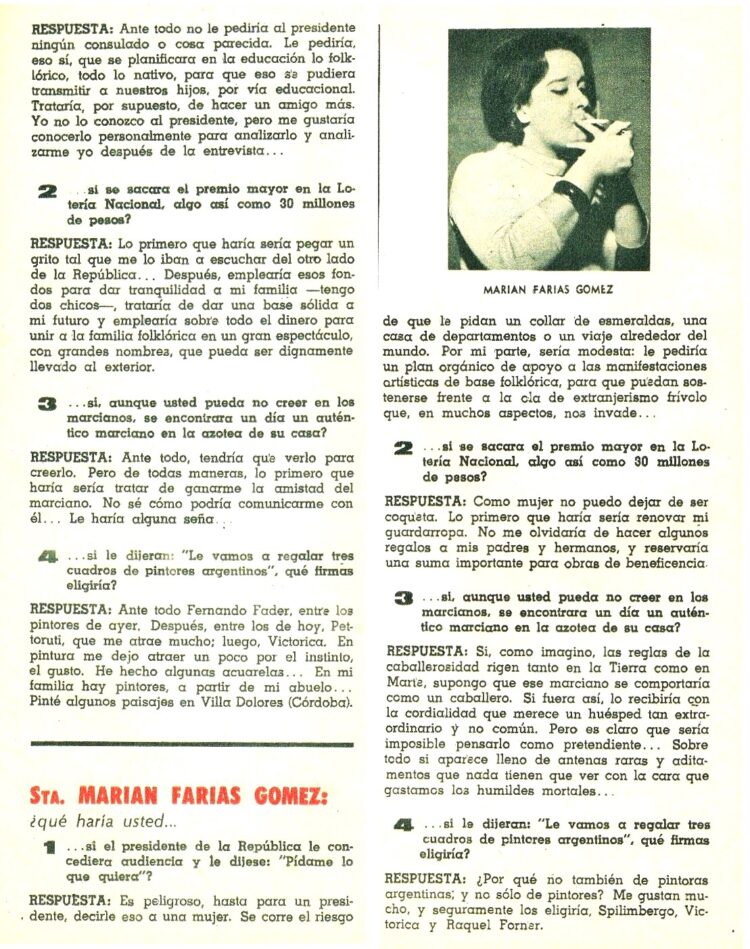 RESPUESTA: Ante todo no le pediría al presidente
ningún consulado o cosa parecida. Le pediría,
eso sí, que se planificara en la educación lo folk-
lórico, todo lo nativo, para que eso se pudiera
transmitir a nuestros hijos, por vía educacional.
Trataría, por supuesto, de hacer un amigo más.
Yo no lo conozco al presidente, pero me gustaría
conocerlo personalmente para analizarlo y anali-
zarme yo después de la entrevista...
2 ...si se sacara el premio mayor en la Lo-
tería Nacional, algo así como 30 millones
de pesos?
RESPUESTA: Lo primero que haría sería pegar un
grito tal que me lo iban a escuchar del otro lado
de la República... Después, emplearía esos fon-
dos para dar tranquilidad a mi familia —tengo
dos chicos—, trataría de dar una base sólida a
mi futuro y emplearía sobre todo el dinero para
unir a la familia folklórica en un gran espectáculo,
con grandes nombres, que pueda ser dignamente
llevado al exterior.
3 ...si, aunque usted pueda no creer en los
marcianos, se encontrara un día un autén-
tico marciano en la azotea de su casa?
RESPUESTA: Ante todo, tendría que verlo para
creerlo. Pero de todas maneras, lo primero que
haría sería tratar de ganarme la amistad del
marciano. No sé cómo podría comunicarme con
él... Le haría alguna seña...
4 ...si le dijeran: "Le vamos a regalar tres
cuadros de pintores argentinos", qué firmas
eligiría?
RESPUESTA: Ante todo Fernando Fader, entre los
pintores de ayer. Después, entre los de hoy, Pet-
toruti, que me atrae mucho; luego, Victorica. En
pintura me dejo atraer un poco por el instinto,
el gusto. He hecho algunas acuarelas... En mi
familia hay pintores, a partir de mi abuelo...
Pinté algunos paisajes en Villa Dolores (Córdoba).
STA. MARIAN FARIAS GOMEZ:
¿qué haría usted...
1 ...si el presidente de la República le con-
cediera audiencia y le dijese: "Pídame lo
que quiera"?
RESPUESTA: Es peligroso, hasta para un presi-
dente, decirle eso a una mujer. Se corre el riesgo
MARIAN FARIAS GOMEZ
de que le pidan un collar de esmeraldas, una
casa de departamentos o un viaje alrededor del
mundo. Por mi parte, sería modesta: le pediría
un plan orgánico de apoyo a las manifestaciones
artísticas de base folklórica, para que puedan sos-
tenerse frente a la ola de extranjerismo frívolo
que, en muchos aspectos, nos invade...
2 ...si se sacara el premio mayor en la Lo-
tería Nacional, algo así como 30 millones
de pesos?
RESPUESTA: Como mujer no puedo dejar de ser
coqueta. Lo primero que haría sería renovar mi
guardarropa. No me olvidaría de hacer algunos
regalos a mis padres y hermanos, y reservaría
una suma importante para obras de beneficencia.
3 ...si, aunque usted pueda no creer en los
marcianos, se encontrara un día un autén-
tico marciano en la azotea de su casa?
RESPUESTA: Si, como imagino, las reglas de la
caballerosidad rigen tanto en la Tierra como en
Marte, supongo que ese marciano se comportaría
como un caballero. Si fuera así, lo recibiría con
la cordialidad que merece un huésped tan extra-
ordinario y no común. Pero es claro que sería
imposible pensarlo como pretendiente... Sobre
todo si aparece lleno de antenas raras y adita-
mentos que nada tienen que ver con la cara que
gastamos los humildes mortales...
4 ...si le dijeran: "Le vamos a regalar tres
cuadros de pintores argentinos", qué firmas
eligiría?
RESPUESTA: ¿Por qué no también de pintoras
argentinas, y no sólo de pintores? Me gustan mu-
cho, y seguramente los eligiría, Spilimbergo, Vic-
torica y Raquel Forner.